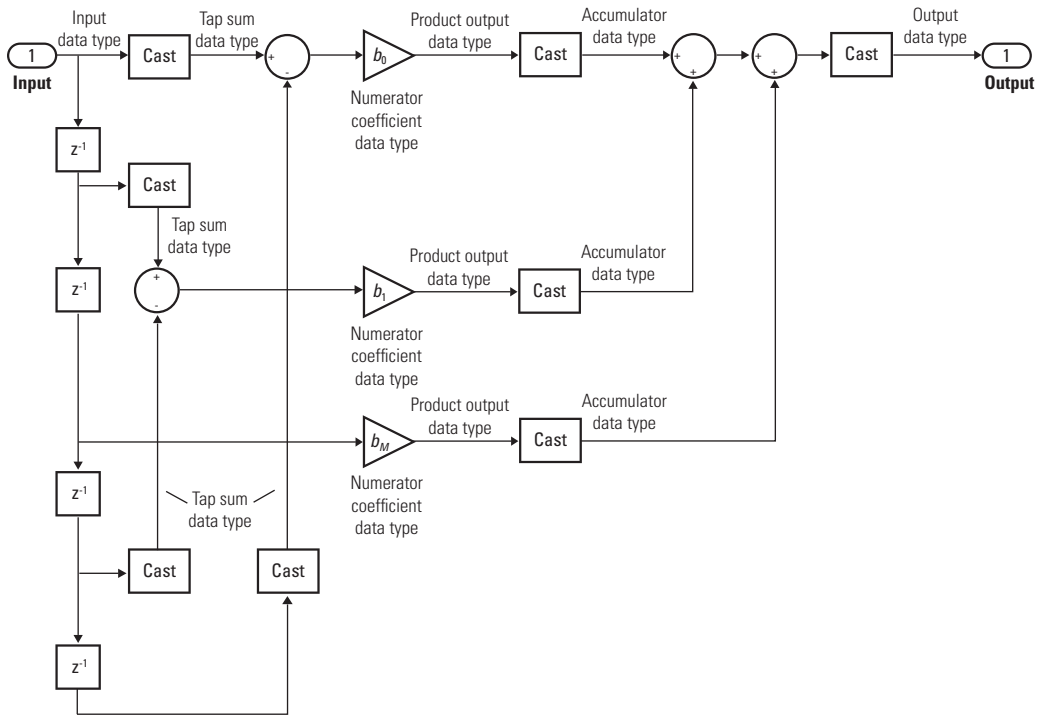 Input
data type
Tap sum
data type
Product output
data type
Accumulator
data type
Output
data type
1
Input
Cast
+
-
b₀
Cast
+
+
+
+
Cast
1
Output
Numerator
coefficient
data type
z⁻¹
Cast
Tap sum
data type
z⁻¹
+
-
b₁
Product output
data type
Cast
Accumulator
data type
Numerator
coefficient
data type
b_M
Product output
data type
Cast
Accumulator
data type
Numerator
coefficient
data type
z⁻¹
Tap sum
data type
Cast
Cast
z⁻¹